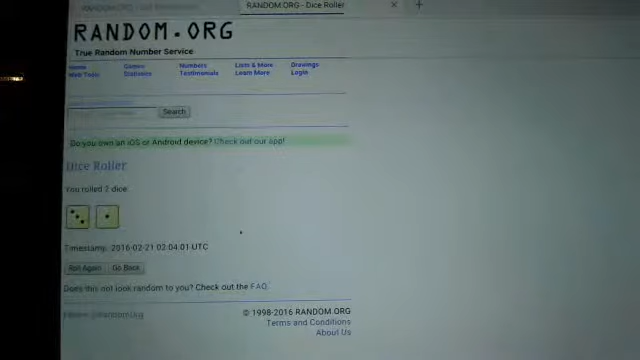 RANDOM.ORG - Dice Roller
RANDOM.ORG
True Random Number Service
Home Games Numbers Lists & More Drawings
Web Tools Statistics Testimonials Learn More Login
Search
Do you own an iOS or Android device? Check out our app!
Dice Roller
You rolled 2 dice:
Timestamp: 2016-02-21 02:04:01 UTC
Roll Again Go Back
Does this not look random to you? Check out the FAQ.
© 1998-2016 RANDOM.ORG
Follow @RandomOrg
Terms and Conditions
About Us